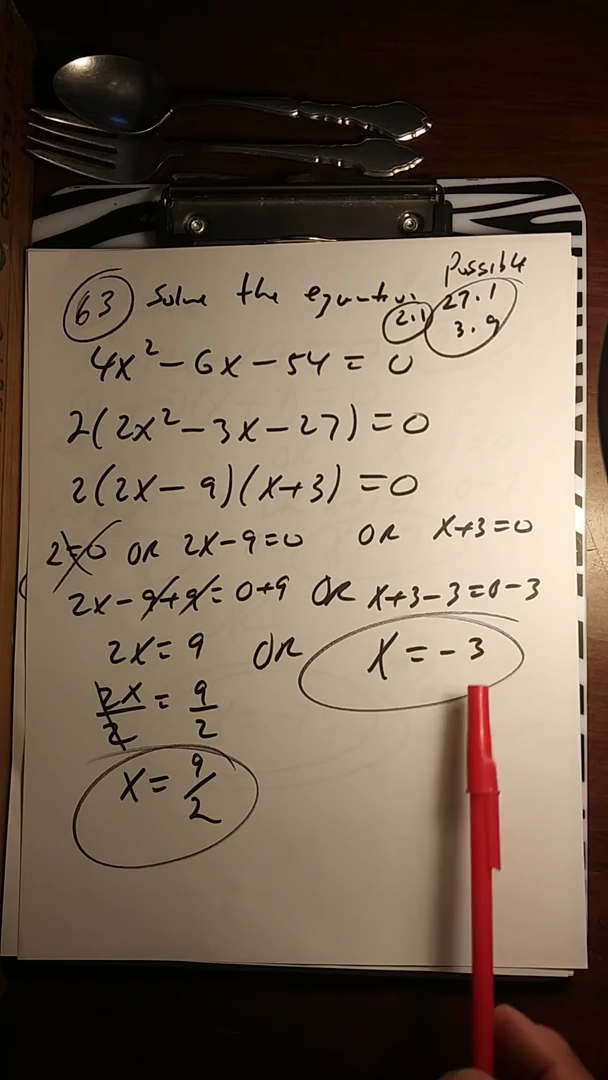 63 Solve the equation Possible
2.1 27.1
3.9
4x² - 6x - 54 = 0
2(2x² - 3x - 27) = 0
2(2x - 9)(x + 3) = 0
2=0 OR 2x - 9 = 0 OR x+3=0
2x - 9 + 9 = 0 + 9 OR x+3-3=0-3
2x = 9 OR x = -3
2x/2 = 9/2
x = 9/2